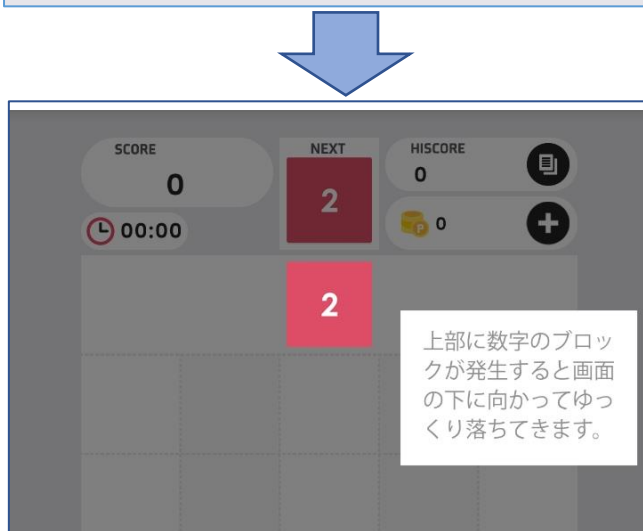 SCORE
0
00:00
NEXT
2
HISCORE
0
P 0
2
上部に数字のブロッ
クが発生すると画面
の下に向かってゆっ
くり落ちてきます。